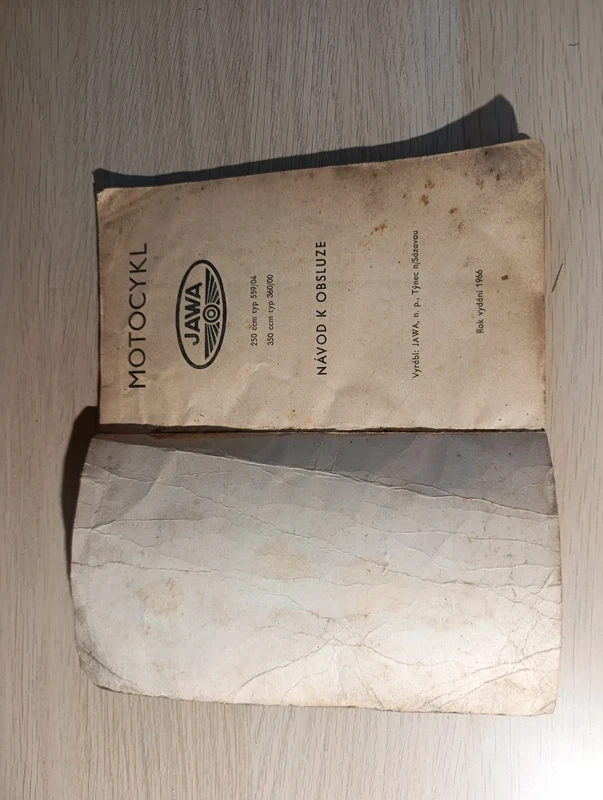 MOTOCYKL
JAWA
250 ccm typ 559/04
350 ccm typ 360/00
NÁVOD K OBSLUZE
Vyrábí: JAWA, n. p., Týnec n/Sázavou
Rok vydání 1966